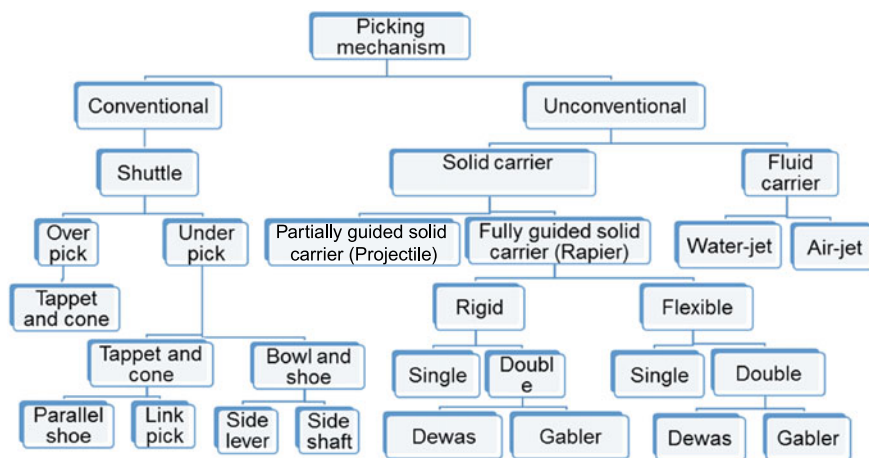 Picking
mechanism
Conventional
Unconventional
Shuttle
Solid carrier
Fluid
carrier
Over
pick
Under
pick
Partially guided solid
carrier (Projectile)
Fully guided solid
carrier (Rapier)
Water-jet
Air-jet
Tappet
and cone
Rigid
Flexible
Tappet and
cone
Bowl and
shoe
Single
Doubl
e
Single
Double
Parallel
shoe
Link
pick
Side
lever
Side
shaft
Dewas
Gabler
Dewas
Gabler